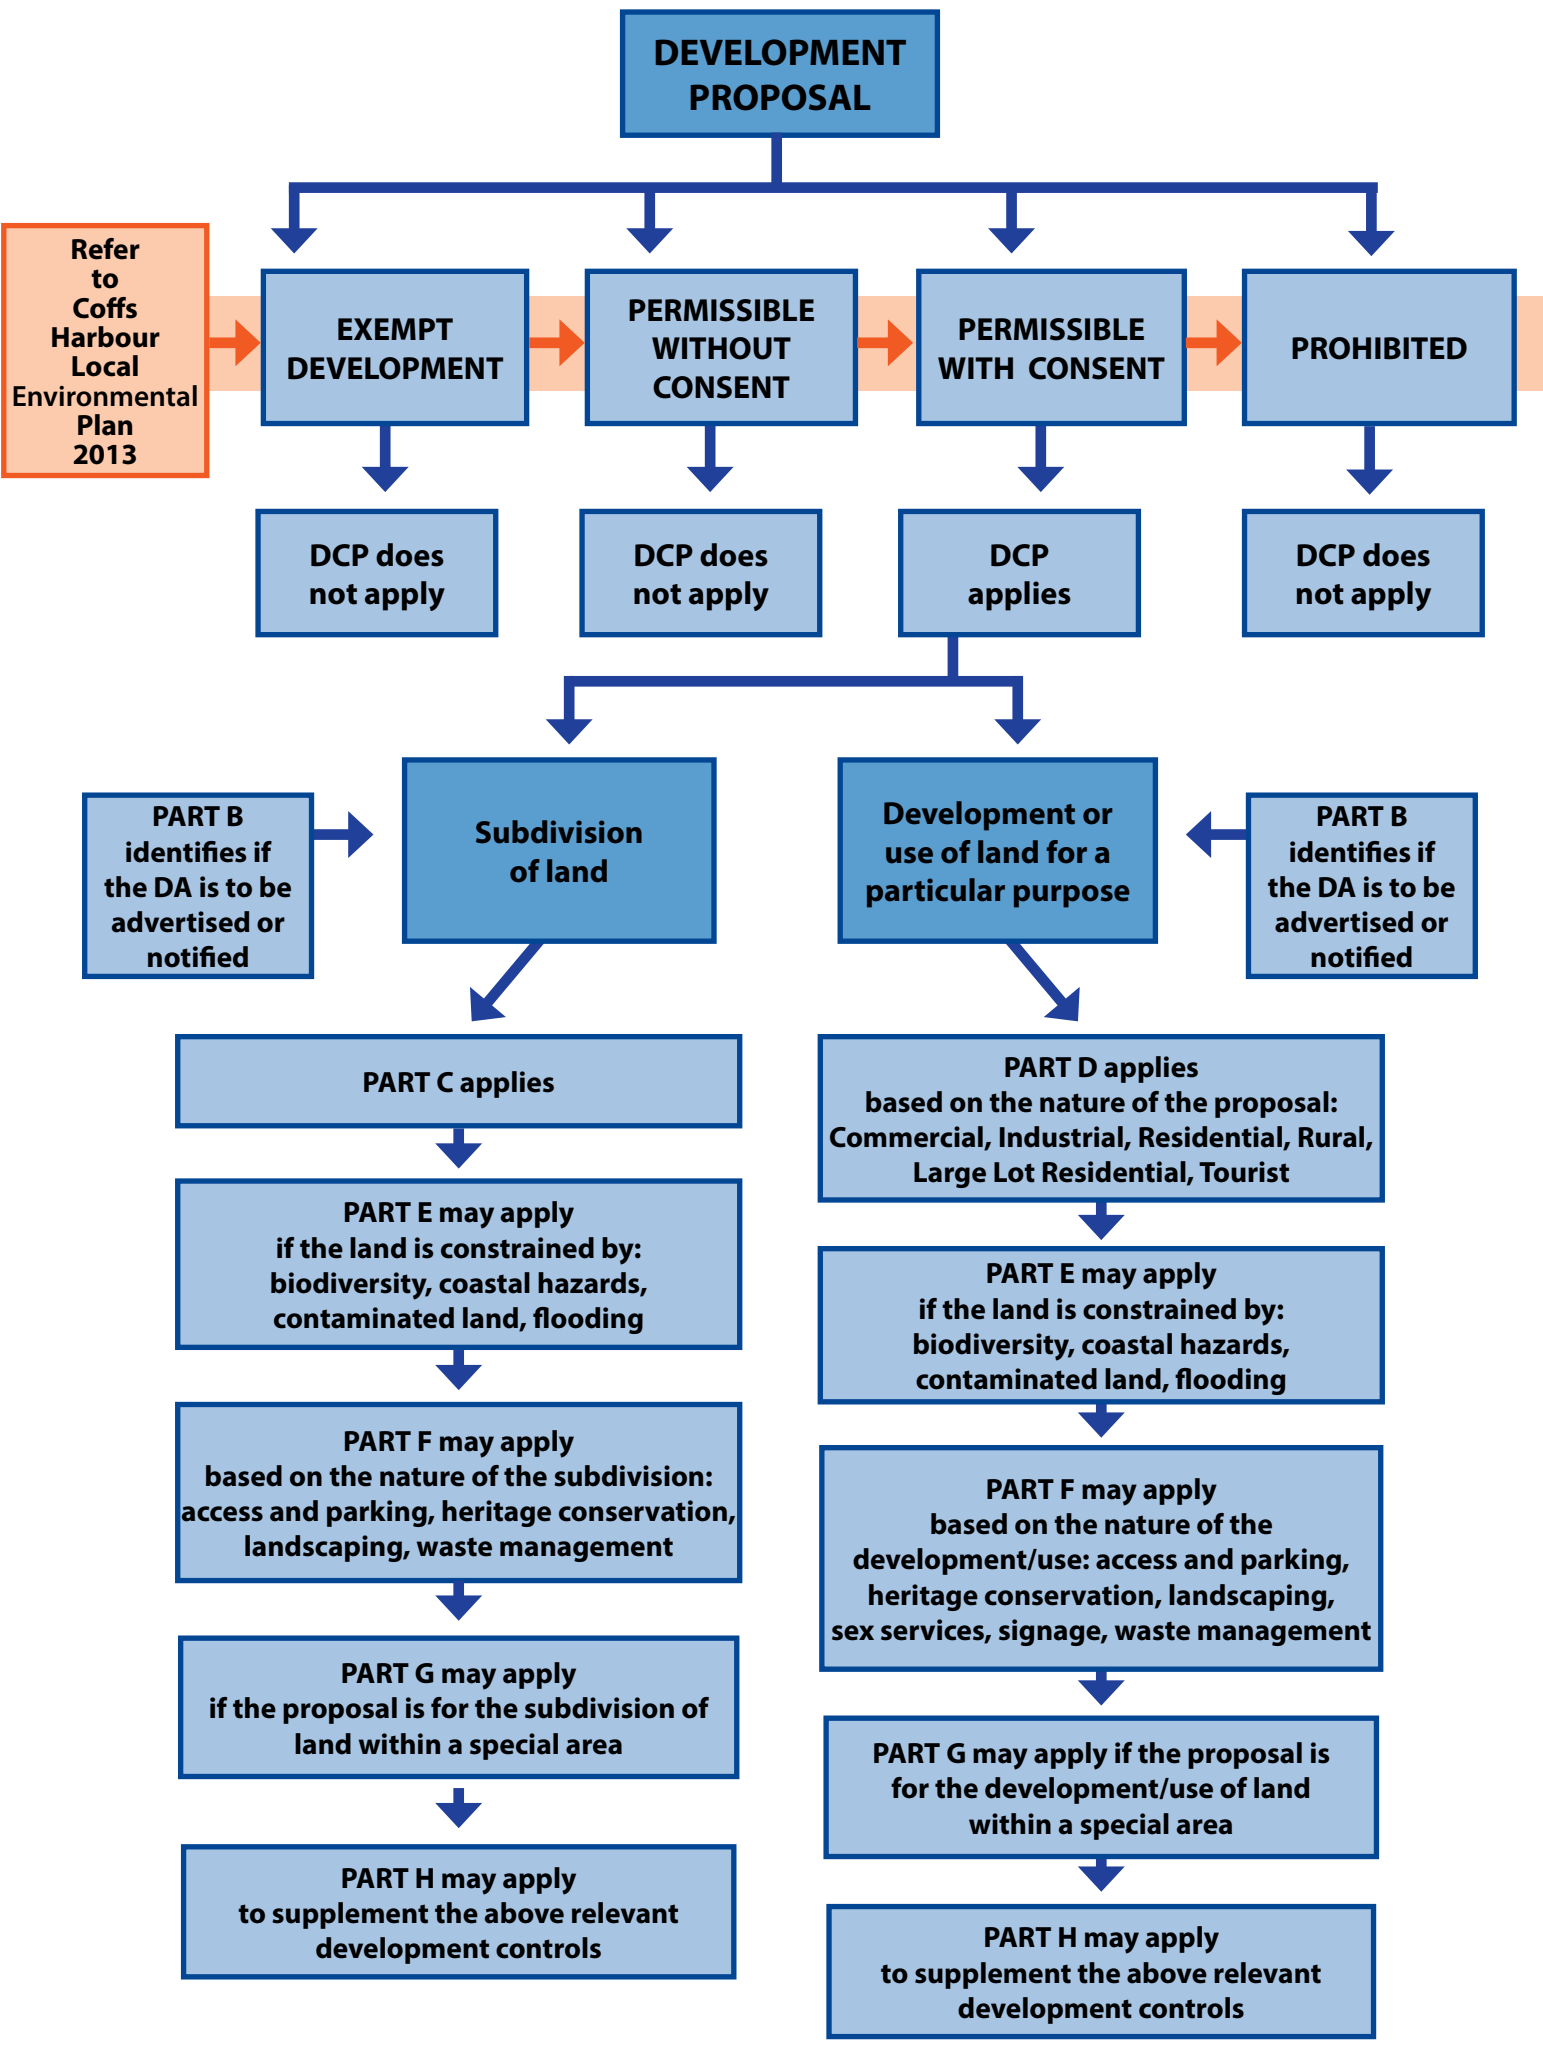 DEVELOPMENT
PROPOSAL
Refer
to
Coffs
Harbour
Local
Environmental
Plan
2013
EXEMPT
DEVELOPMENT
PERMISSIBLE
WITHOUT
CONSENT
PERMISSIBLE
WITH CONSENT
PROHIBITED
DCP does
not apply
DCP does
not apply
DCP
applies
DCP does
not apply
PART B
identifies if
the DA is to be
advertised or
notified
Subdivision
of land
Development or
use of land for a
particular purpose
PART B
identifies if
the DA is to be
advertised or
notified
PART C applies
PART E may apply
if the land is constrained by:
biodiversity, coastal hazards,
contaminated land, flooding
PART F may apply
based on the nature of the subdivision:
access and parking, heritage conservation,
landscaping, waste management
PART G may apply
if the proposal is for the subdivision of
land within a special area
PART H may apply
to supplement the above relevant
development controls
PART D applies
based on the nature of the proposal:
Commercial, Industrial, Residential, Rural,
Large Lot Residential, Tourist
PART E may apply
if the land is constrained by:
biodiversity, coastal hazards,
contaminated land, flooding
PART F may apply
based on the nature of the
development/use: access and parking,
heritage conservation, landscaping,
sex services, signage, waste management
PART G may apply if the proposal is
for the development/use of land
within a special area
PART H may apply
to supplement the above relevant
development controls